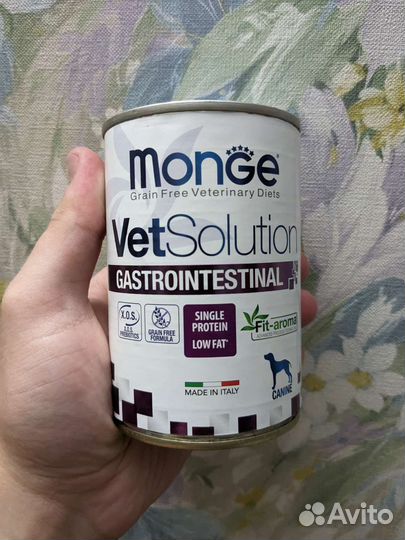 monGe
Grain Free Veterinary Diets
VetSolution
GASTROINTESTINAL
X.O.S.
GRAIN FREE
FORMULA
SINGLE
PROTEIN
LOW FAT*
Fit-aroma
MADE IN ITALY
CANINE
Avito